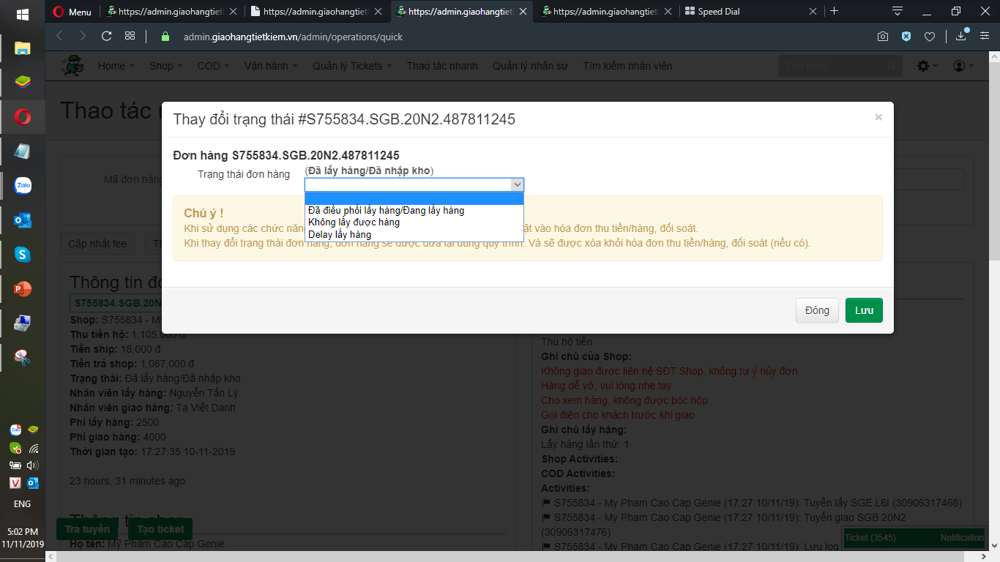 Menu
https://admin.giaohangtietk
https://admin.giaohangtiet
https://admin.giaohangtiet
https://admin.giaohangtiet
Speed Dial
admin.giaohangtietkiem.vn/admin/operations/quick
Home
Shop
COD
Vận hành
Quản lý Tickets
Thao tác nhanh
Quản lý nhân sự
Tìm kiếm nhân viên
Tìm kiếm
Thao tác
Thay đổi trạng thái #S755834.SGB.20N2.487811245
×
Đơn hàng S755834.SGB.20N2.487811245
Mã đơn hàng
Trạng thái đơn hàng
(Đã lấy hàng/Đã nhập kho)
Đã điều phối lấy hàng/Đang lấy hàng
Không lấy được hàng
Delay lấy hàng
Chú ý !
Khi sử dụng các chức năng
vào hóa đơn thu tiền/hàng, đối soát.
Khi thay đổi trạng thái đơn hàng, đơn hàng sẽ được đưa lại đúng quy trình. Và sẽ được xóa khỏi hóa đơn thu tiền/hàng, đối soát (nếu có).
Cập nhật fee
Đóng
Lưu
Thông tin
S755834.SGB.20N
Shop: S755834 - M
Thu tiền hộ: 1,105,000 đ
Tiền ship: 18,000 đ
Tiền trả shop: 1,087,000 đ
Trạng thái: Đã lấy hàng/Đã nhập kho
Nhân viên lấy hàng: Nguyễn Tấn Lý
Nhân viên giao hàng: Tạ Viết Danh
Phí lấy hàng: 2500
Phí giao hàng: 4000
Thời gian tạo: 17:27:35 10-11-2019
23 hours, 31 minutes ago
Thông tin shop
Tra tuyến
Tạo ticket
Họ tên: My Pham Cao Cap Genie
Thu hộ tiền
Ghi chú của Shop:
Không giao được liên hệ SĐT Shop, không tự ý hủy đơn
Hàng dễ vỡ, vui lòng nhẹ tay
Cho xem hàng, không được bóc hộp
Gọi điện cho khách trước khi giao
Ghi chú lấy hàng:
Lấy hàng lần thứ: 1
Shop Activities:
COD Activities:
Activities:
S755834 - My Pham Cao Cap Genie (17:27 10/11/19): Tuyến lấy SGE.L6I (30906317468)
S755834 - My Pham Cao Cap Genie (17:27 10/11/19): Tuyến giao SGB.20N2
(30906317476)
S755834 - My Pham Cao Cap Genie (17:27 10/11/19): Lưu log
Ticket (3545)
Notification
Zalo
ENG
5:02 PM
11/11/2019